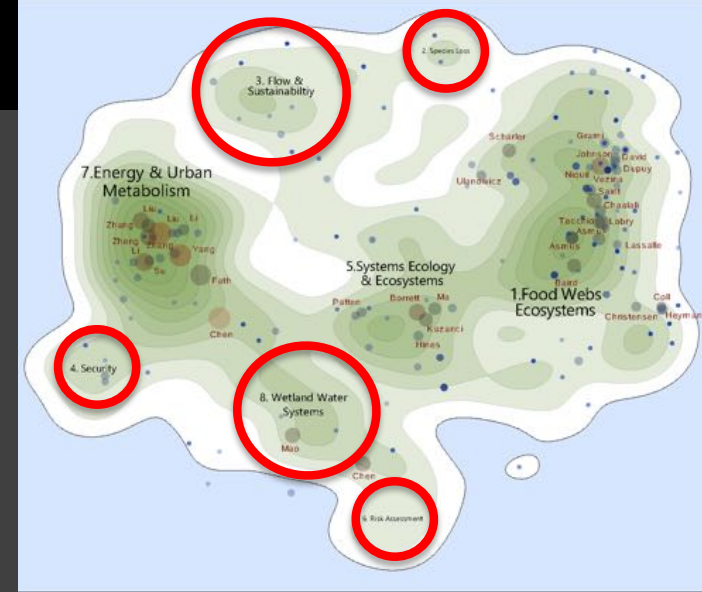 2. Species Loss
3. Flow &
Sustainabiltiy
Scharler
Grami
Johnson
David
Niquil
Vezina
Dupuy
Ulanowicz
Saint
Chaalali
7.Energy & Urban
Metabolism
Liu
Liu
Li
Zhang
Zheng
Zhang
Li
Yang
Su
Fath
Tecchio
Labry
Asmus
Asmus
Lassalle
Baird
5.Systems Ecology
& Ecosystems
1.Food Webs
Ecosystems
Patten
Borrett
Ma
Kazanci
Hines
Coll
Christensen
Heyman
Chen
4. Security
8. Wetland Water
Systems
Mao
Chen
6. Risk Assessment